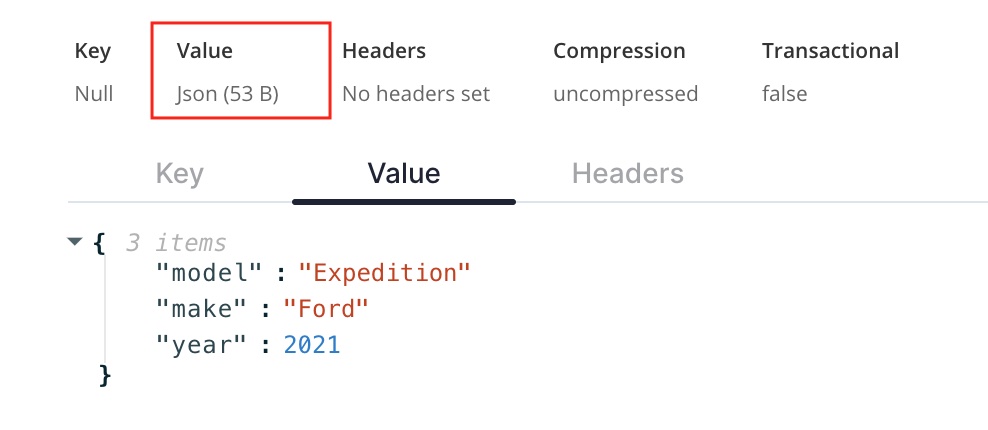 Key Value Headers Compression Transactional
Null Json (53 B) No headers set uncompressed false
Key Value Headers
{ 3 items
"model" : "Expedition"
"make" : "Ford"
"year" : 2021
}